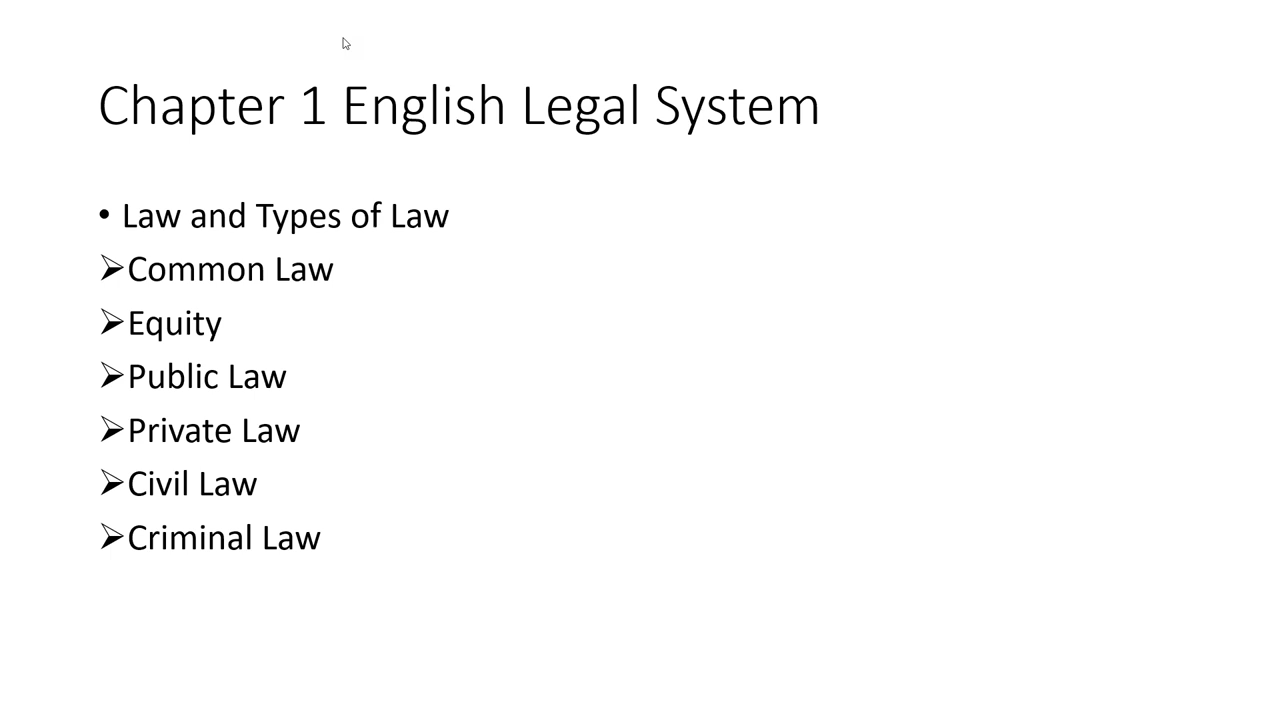 Chapter 1 English Legal System
• Law and Types of Law
➢Common Law
➢Equity
➢Public Law
➢Private Law
➢Civil Law
➢Criminal Law